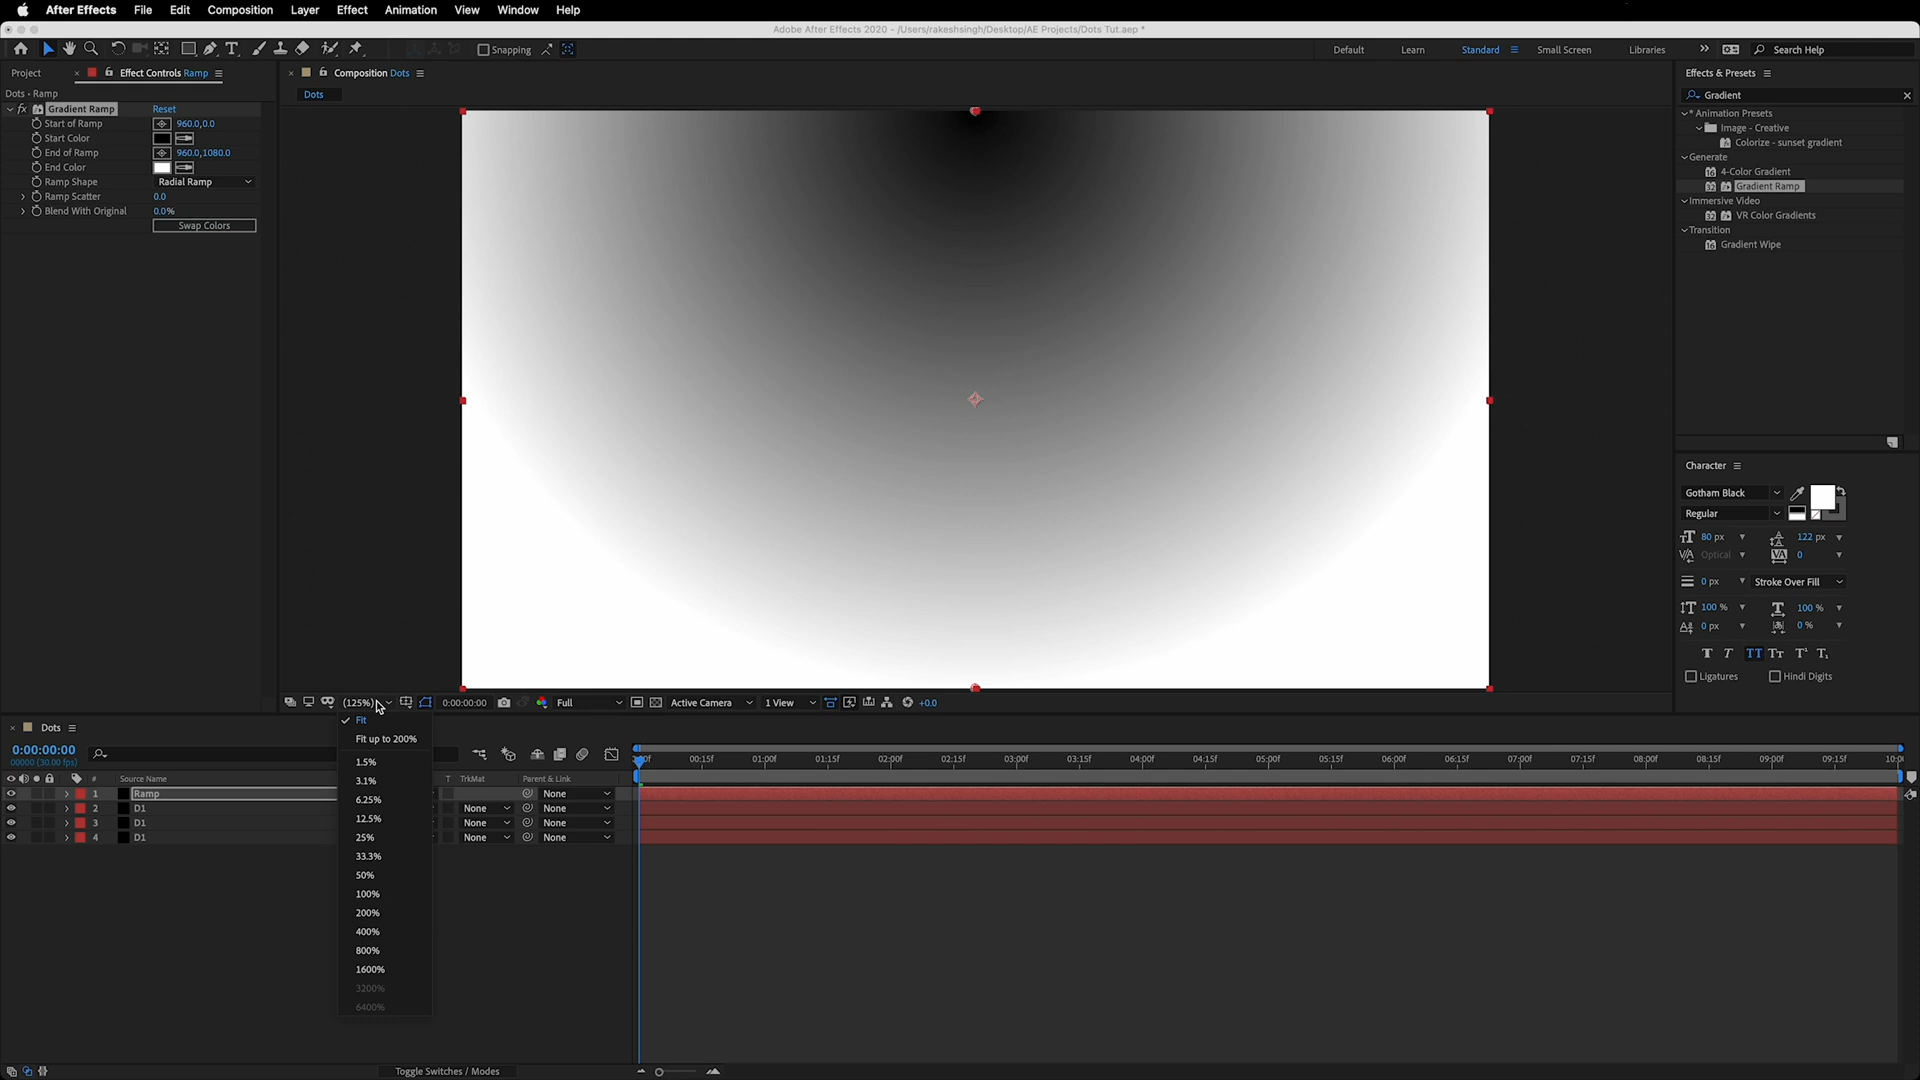 After Effects File Edit Composition Layer Effect Animation View Window Help
Adobe After Effects 2020 - /Users/rakeshsingh/Desktop/AE Projects/Dots Tut.aep *
Snapping Default Learn Standard Small Screen Libraries Search Help
Project Effect Controls Ramp
Dots · Ramp
fx Gradient Ramp Reset
Start of Ramp 960.0,0.0
Start Color
End of Ramp 960.0,1080.0
End Color
Ramp Shape Radial Ramp
Ramp Scatter 0.0
Blend With Original 0.0%
Swap Colors
Composition Dots
Dots
(125%) 0:00:00:00 Full Active Camera 1 View +0.0
Fit
Fit up to 200%
1.5%
3.1%
6.25%
12.5%
25%
33.3%
50%
100%
200%
400%
800%
1600%
3200%
6400%
Effects & Presets
Gradient
* Animation Presets
Image - Creative
Colorize - sunset gradient
Generate
4-Color Gradient
Gradient Ramp
Immersive Video
VR Color Gradients
Transition
Gradient Wipe
Character
Gotham Black
Regular
80 px 122 px
Optical 0
0 px Stroke Over Fill
100 % 100 %
0 px 0 %
T T TT Tr T¹ T₁
Ligatures Hindi Digits
Dots
0:00:00:00
00000 (30.00 fps)
# Source Name T TrkMat Parent & Link
1 Ramp None
2 D1 None None
3 D1 None None
4 D1 None None
00:15f 01:00f 01:15f 02:00f 02:15f 03:00f 03:15f 04:00f 04:15f 05:00f 05:15f 06:00f 06:15f 07:00f 07:15f 08:00f 08:15f 09:00f 09:15f
Toggle Switches / Modes